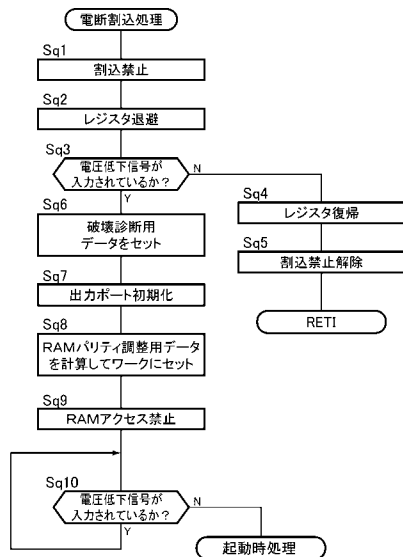 電断割込処理
Sq1
割込禁止
Sq2
レジスタ退避
Sq3
電圧低下信号が
入力されているか？
N
Y
Sq4
レジスタ復帰
Sq5
割込禁止解除
RETI
Sq6
破壊診断用
データをセット
Sq7
出力ポート初期化
Sq8
RAMパリティ調整用データ
を計算してワークにセット
Sq9
RAMアクセス禁止
Sq10
電圧低下信号が
入力されているか？
N
Y
起動時処理